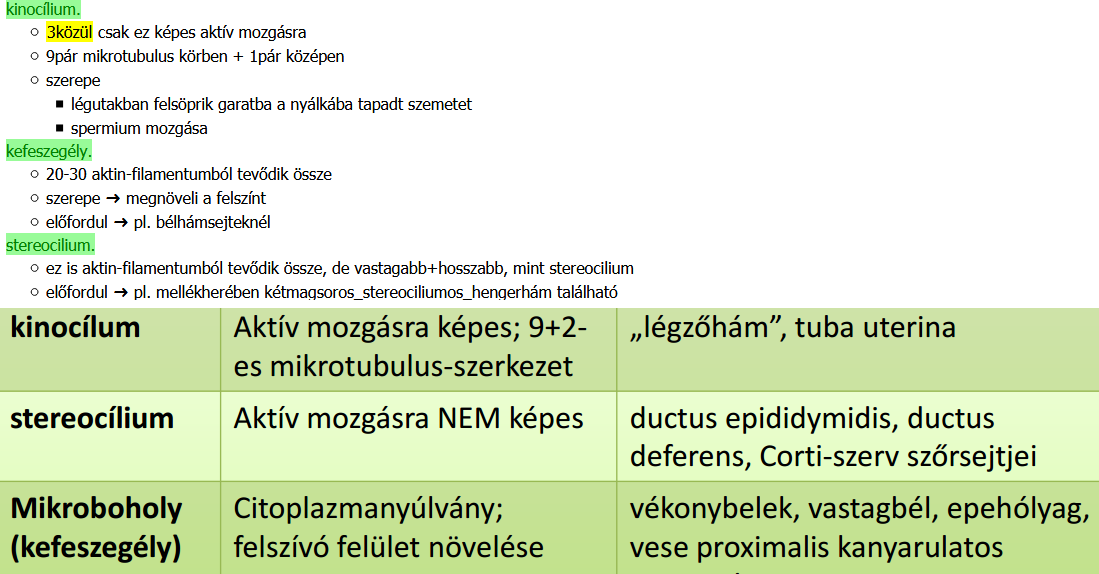 kinocílium.
3közül csak ez képes aktív mozgásra
9pár mikrotubulus körben + 1pár középen
szerepe
légutakban felsöprik garatba a nyálkába tapadt szemetet
spermium mozgása
kefeszegély.
20-30 aktin-filamentumból tevődik össze
szerepe ➔ megnöveli a felszínt
előfordul ➔ pl. bélhámsejteknél
stereocilium.
ez is aktin-filamentumból tevődik össze, de vastagabb+hosszabb, mint stereocilium
előfordul ➔ pl. mellékherében kétmagsoros_stereociliumos_hengerhám található
kinocílum
Aktív mozgásra képes; 9+2-
es mikrotubulus-szerkezet
„légzőhám”, tuba uterina
stereocílium
Aktív mozgásra NEM képes
ductus epididymidis, ductus
deferens, Corti-szerv szőrsejtjei
Mikroboholy
(kefeszegély)
Citoplazmanyúlvány;
felszívó felület növelése
vékonybelek, vastagbél, epehólyag,
vese proximalis kanyarulatos